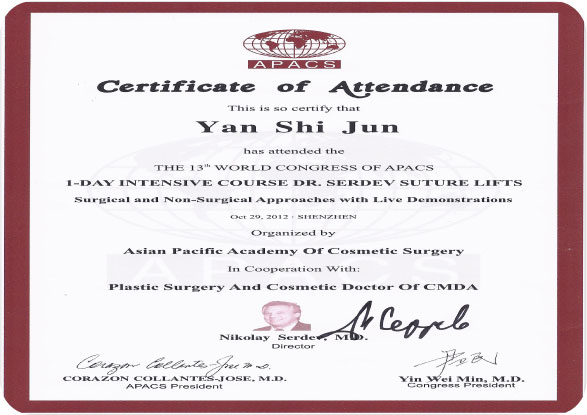 APACS
Certificate of Attendance
This is so certify that
Yan Shi Jun
has attended the
THE 13th WORLD CONGRESS OF APACS
1-DAY INTENSIVE COURSE DR. SERDEV SUTURE LIFTS
Surgical and Non-Surgical Approaches with Live Demonstrations
Oct 29, 2012 · SHENZHEN
Organized by
Asian Pacific Academy Of Cosmetic Surgery
In Cooperation With:
Plastic Surgery And Cosmetic Doctor Of CMDA
Nikolay Serdev, M.D.
Director
Corazon Collantes-Jose M.D.
CORAZON COLLANTES-JOSE, M.D.
APACS President
Yin Wei Min, M.D.
Congress President